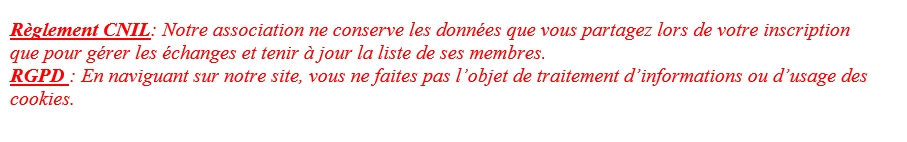 Règlement CNIL: Notre association ne conserve les données que vous partagez lors de votre inscription
que pour gérer les échanges et tenir à jour la liste de ses membres.
RGPD : En naviguant sur notre site, vous ne faites pas l’objet de traitement d’informations ou d’usage des
cookies.